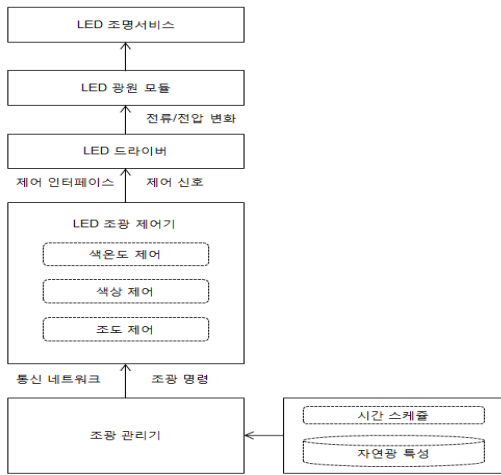 LED 조명서비스
LED 광원 모듈
전류/전압 변화
LED 드라이버
제어 인터페이스 제어 신호
LED 조광 제어기
색온도 제어
색상 제어
조도 제어
통신 네트워크 조광 명령
조광 관리기
시간 스케쥴
자연광 특성